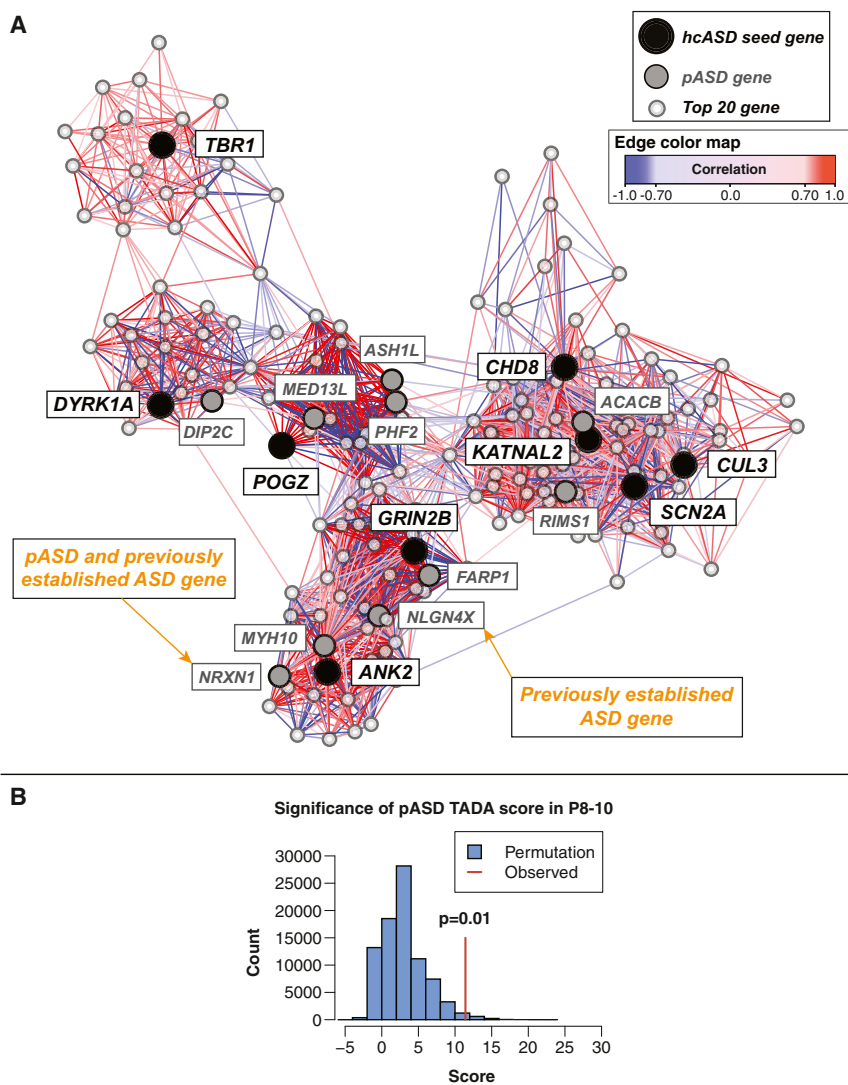 A
hcASD seed gene
pASD gene
Top 20 gene
Edge color map
Correlation
-1.0 -0.70 0.0 0.70 1.0
TBR1
ASH1L
CHD8
MED13L
ACACB
DYRK1A
DIP2C
PHF2
KATNAL2
CUL3
POGZ
SCN2A
GRIN2B
RIMS1
pASD and previously
established ASD gene
FARP1
NLGN4X
MYH10
NRXN1
ANK2
Previously established
ASD gene
B
Significance of pASD TADA score in P8-10
Permutation
Observed
p=0.01
30000
25000
20000
15000
10000
5000
0
Count
−5 0 5 10 15 20 25 30
Score